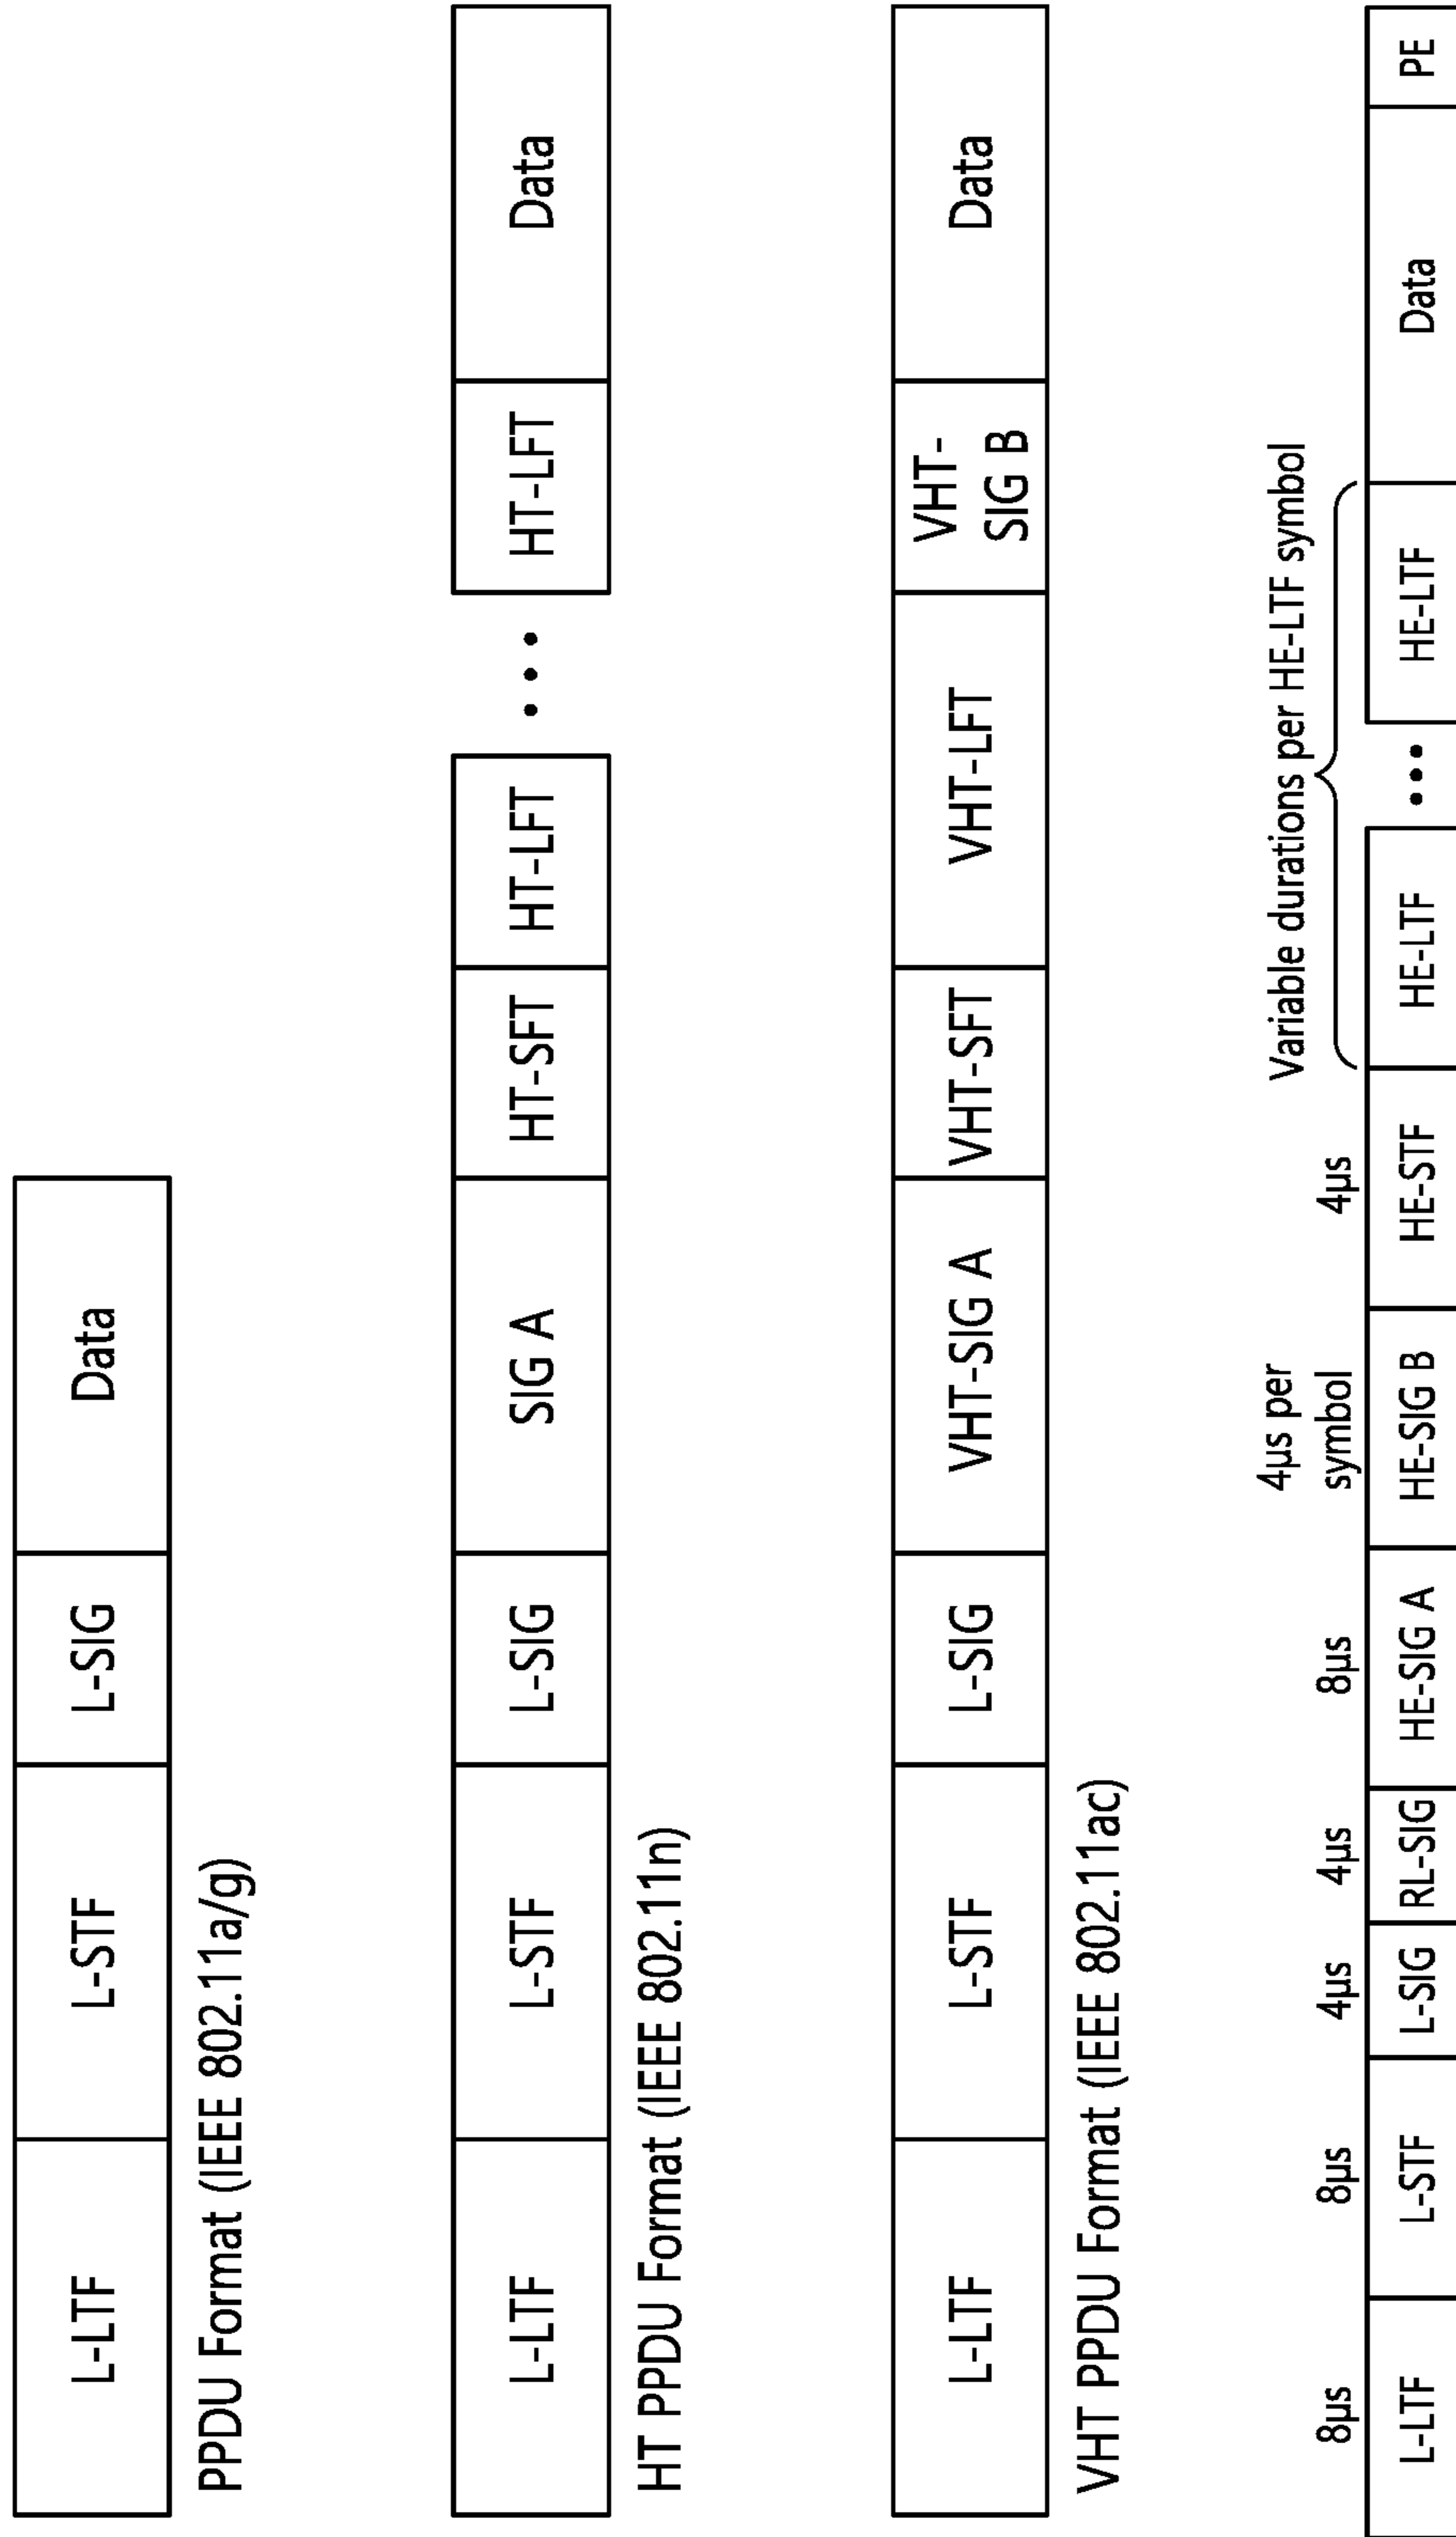 L-LTF
L-STF
L-SIG
Data
PPDU Format (IEEE 802.11a/g)
L-LTF
L-STF
L-SIG
SIG A
HT-SFT
HT-LFT
•••
HT-LFT
Data
HT PPDU Format (IEEE 802.11n)
L-LTF
L-STF
L-SIG
VHT-SIG A
VHT-SFT
VHT-LFT
VHT-
SIG B
Data
VHT PPDU Format (IEEE 802.11ac)
8μs
8μs
4μs
4μs
8μs
4μs per
symbol
4μs
Variable durations per HE-LTF symbol
L-LTF
L-STF
L-SIG
RL-SIG
HE-SIG A
HE-SIG B
HE-STF
HE-LTF
•••
HE-LTF
Data
PE